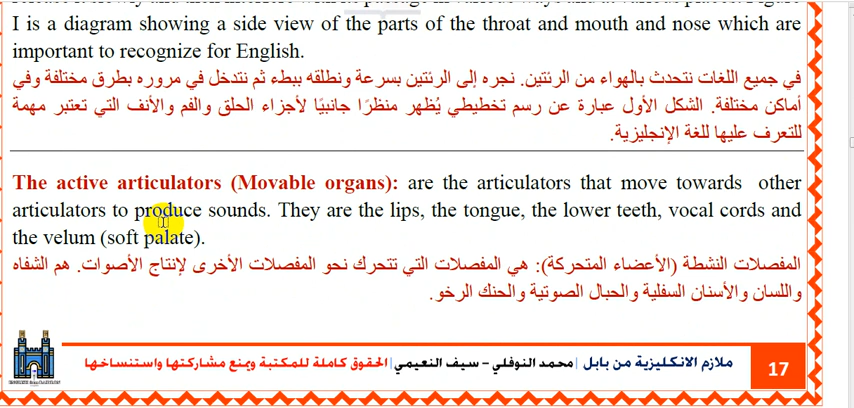 I is a diagram showing a side view of the parts of the throat and mouth and nose which are
important to recognize for English.
في جميع اللغات نتحدث بالهواء من الرئتين. نجره إلى الرئتين بسرعة ونطلقه ببطء ثم نتدخل في مروره بطرق مختلفة وفي
أماكن مختلفة. الشكل الأول عبارة عن رسم تخطيطي يُظهر منظرًا جانبيًا لأجزاء الحلق والفم والأنف التي تعتبر مهمة
للتعرف عليها للغة الإنجليزية.
The active articulators (Movable organs): are the articulators that move towards other
articulators to produce sounds. They are the lips, the tongue, the lower teeth, vocal cords and
the velum (soft palate).
المفصلات النشطة (الأعضاء المتحركة): هي المفصلات التي تتحرك نحو المفصلات الأخرى لإنتاج الأصوات. هم الشفاه
واللسان والأسنان السفلية والحبال الصوتية والحنك الرخو.
ملازم الانكليزية من بابل | محمد النوفلي – سيف النعيمي | الحقوق كاملة للمكتبة ويمنع مشاركتها واستنساخها
17